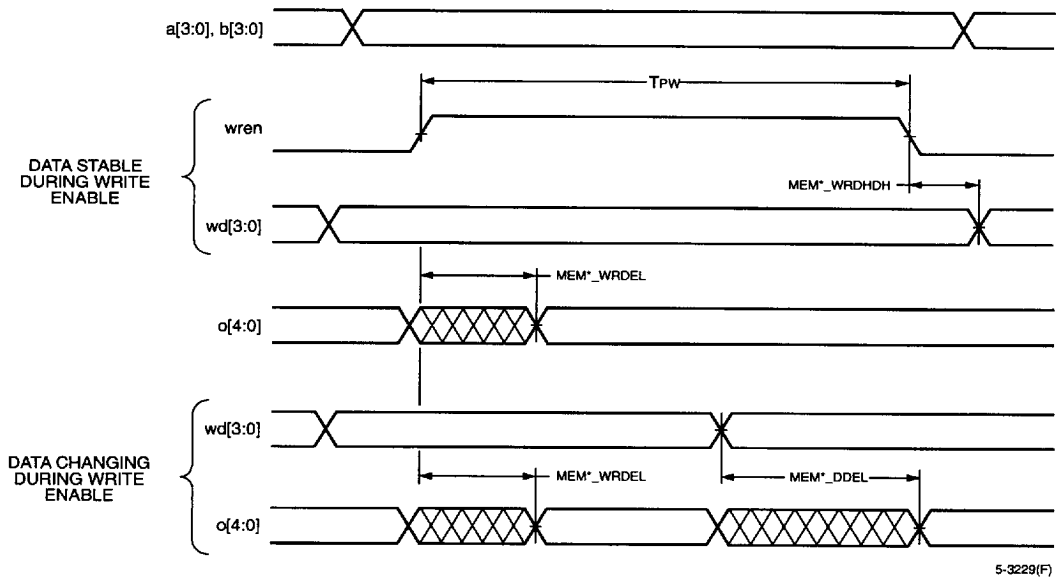 a[3:0], b[3:0]
TPW
wren
DATA STABLE
DURING WRITE
ENABLE
MEM*_WRDHDH
wd[3:0]
MEM*_WRDEL
o[4:0]
wd[3:0]
DATA CHANGING
DURING WRITE
ENABLE
MEM*_WRDEL
MEM*_DDEL
o[4:0]
5-3229(F)